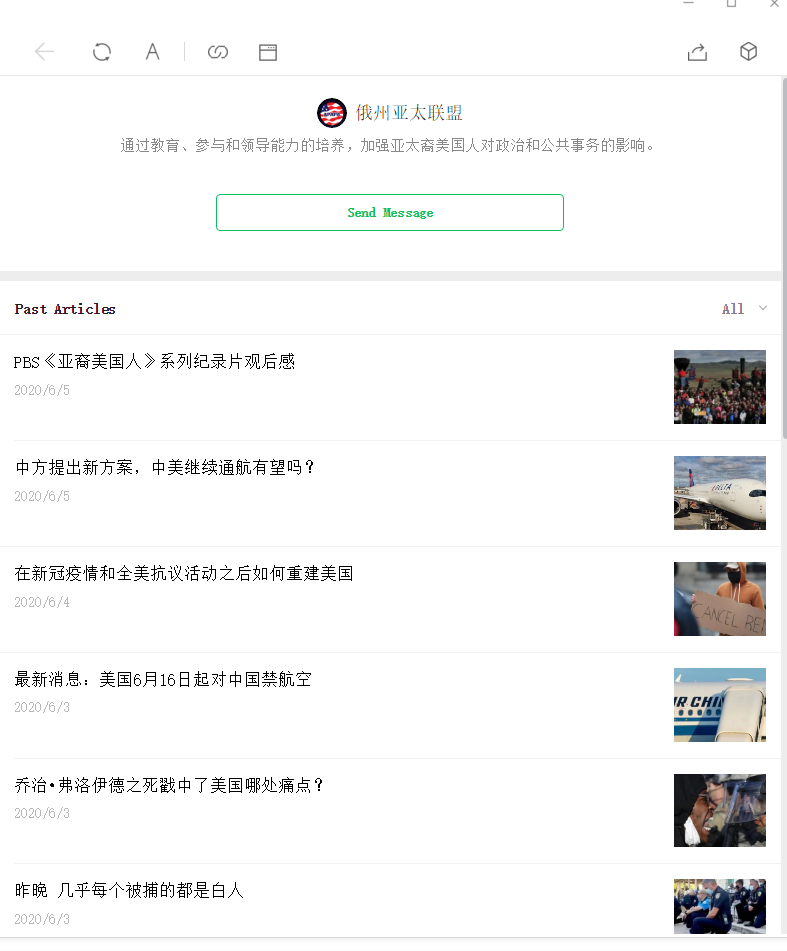 俄州亚太联盟
通过教育、参与和领导能力的培养，加强亚太裔美国人对政治和公共事务的影响。
Send Message
Past Articles
All
PBS《亚裔美国人》系列纪录片观后感
2020/6/5
中方提出新方案，中美继续通航有望吗？
2020/6/5
DELTA
在新冠疫情和全美抗议活动之后如何重建美国
2020/6/4
CANCEL REN
最新消息：美国6月16日起对中国禁航空
2020/6/3
IR CHIN
乔治•弗洛伊德之死戳中了美国哪处痛点？
2020/6/3
昨晚 几乎每个被捕的都是白人
2020/6/3